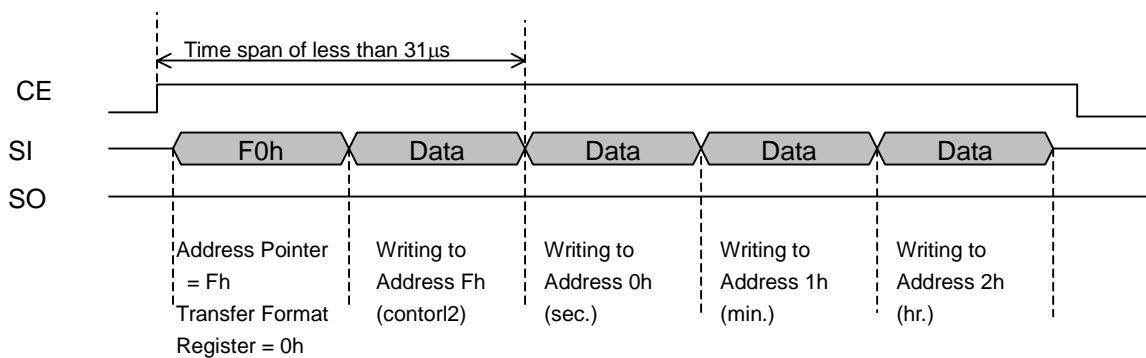 Time span of less than 31μs
CE
SI
F0h
Data
Data
Data
Data
SO
Address Pointer
= Fh
Transfer Format
Register = 0h
Writing to
Address Fh
(contorl2)
Writing to
Address 0h
(sec.)
Writing to
Address 1h
(min.)
Writing to
Address 2h
(hr.)